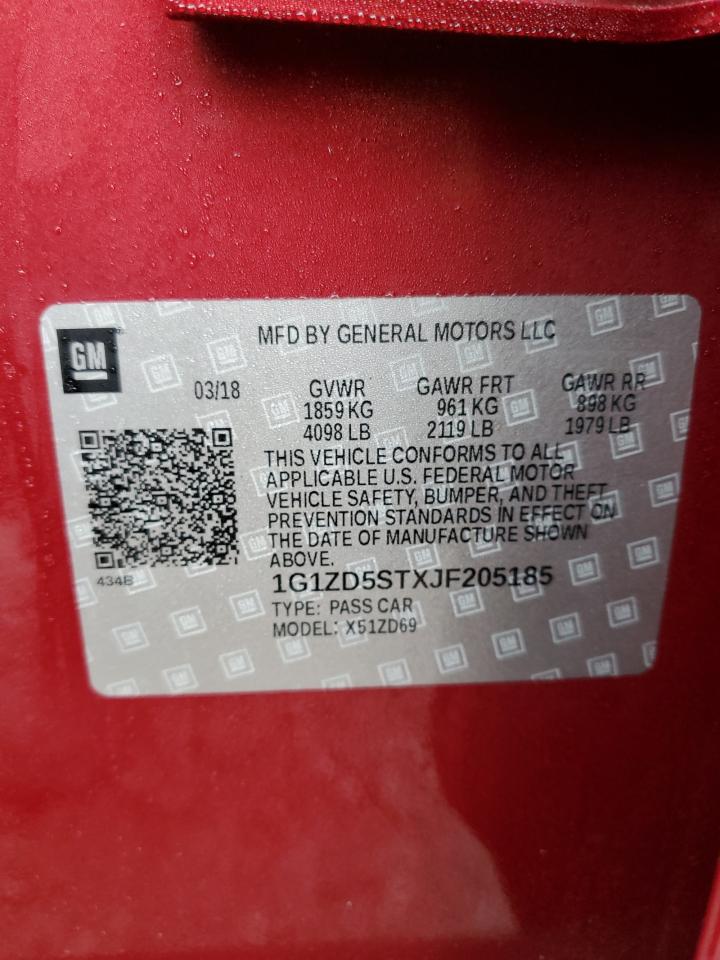 GM
MFD BY GENERAL MOTORS LLC
03/18 GVWR GAWR FRT GAWR RR
1859 KG 961 KG 898 KG
4098 LB 2119 LB 1979 LB
THIS VEHICLE CONFORMS TO ALL
APPLICABLE U.S. FEDERAL MOTOR
VEHICLE SAFETY, BUMPER, AND THEFT
PREVENTION STANDARDS IN EFFECT ON
THE DATE OF MANUFACTURE SHOWN
ABOVE.
434B
1G1ZD5STXJF205185
TYPE: PASS CAR
MODEL: X51ZD69